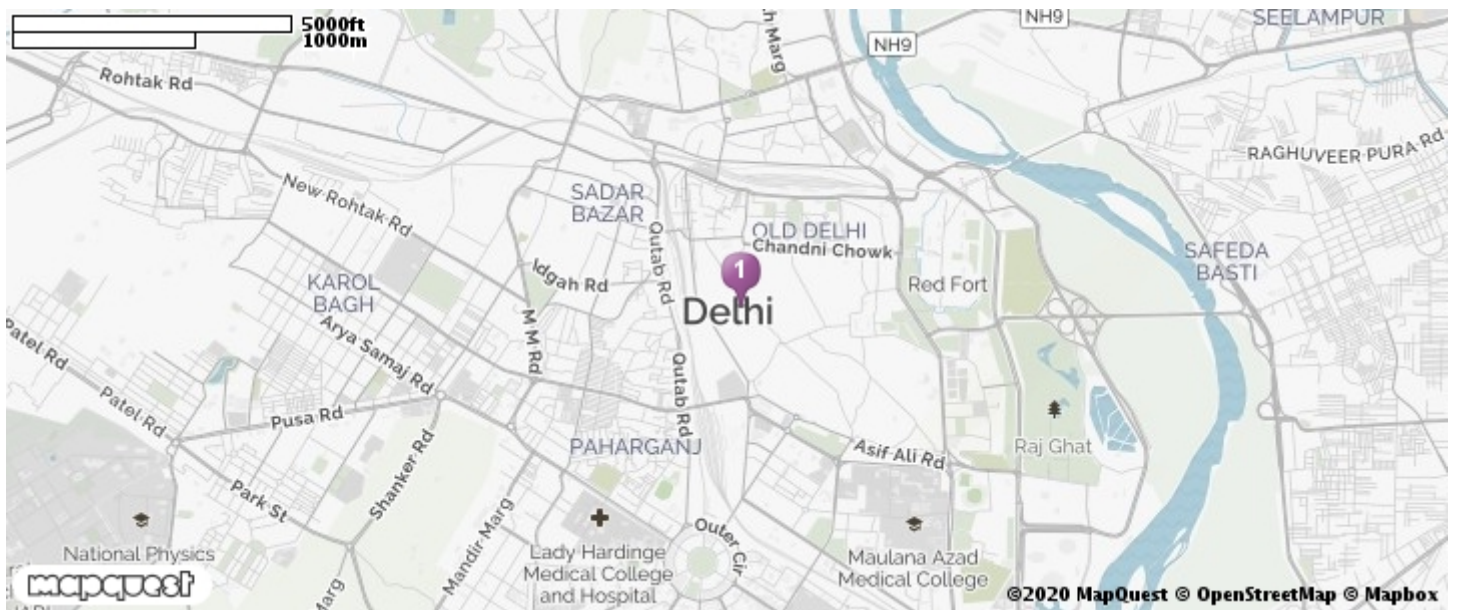 5000ft
1000m
NH9
SEELAMPUR
NH9
Marg
Rohtak Rd
RAGHUVEER PURA Rd
New Rohtak Rd
SADAR
BAZAR
OLD DELHI
Chandni Chowk
Qutab Rd
SAFEDA
BASTI
Idgah Rd
KAROL
BAGH
1
Red Fort
Delhi
M M Rd
Arya Samaj Rd
Patel Rd
Qutab Rd
Patel Rd
Pusa Rd
PAHARGANJ
Asif Ali Rd
Raj Ghat
Shanker Rd
Park St
Mandir Marg
Outer Cir
National Physics
Lady Hardinge
Medical College
and Hospital
Maulana Azad
Medical College
Marg
mapquest
©2020 MapQuest © OpenStreetMap © Mapbox